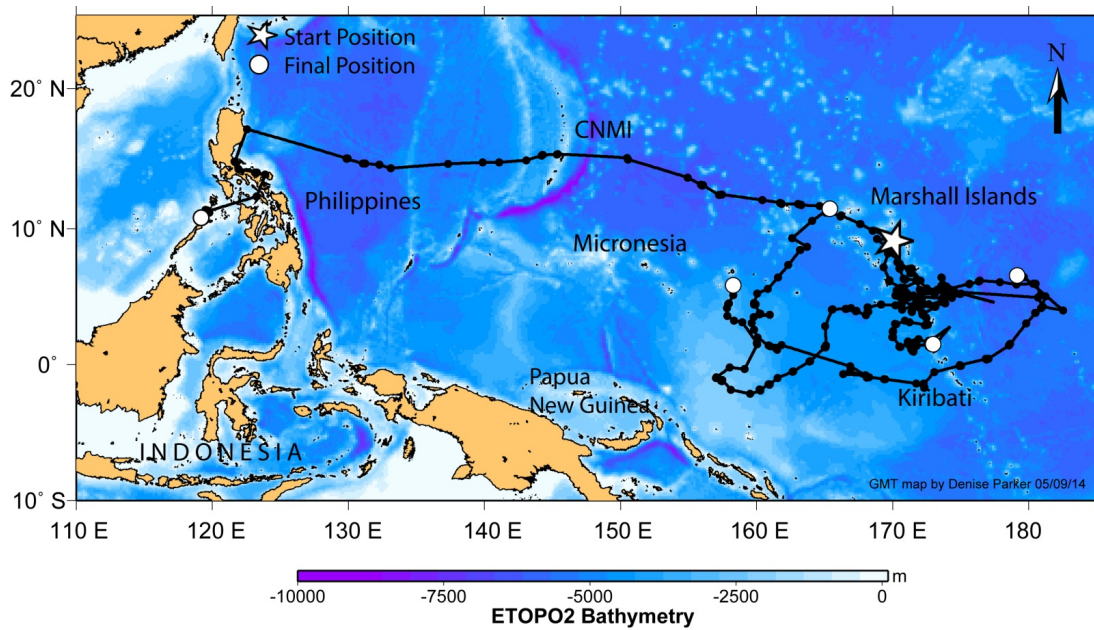 Start Position
Final Position
N
20° N
10° N
0°
10° S
CNMI
Philippines
Marshall Islands
Micronesia
Papua
New Guinea
Kiribati
INDONESIA
GMT map by Denise Parker 05/09/14
110 E
120 E
130 E
140 E
150 E
160 E
170 E
180
m
-10000
-7500
-5000
-2500
0
ETOPO2 Bathymetry